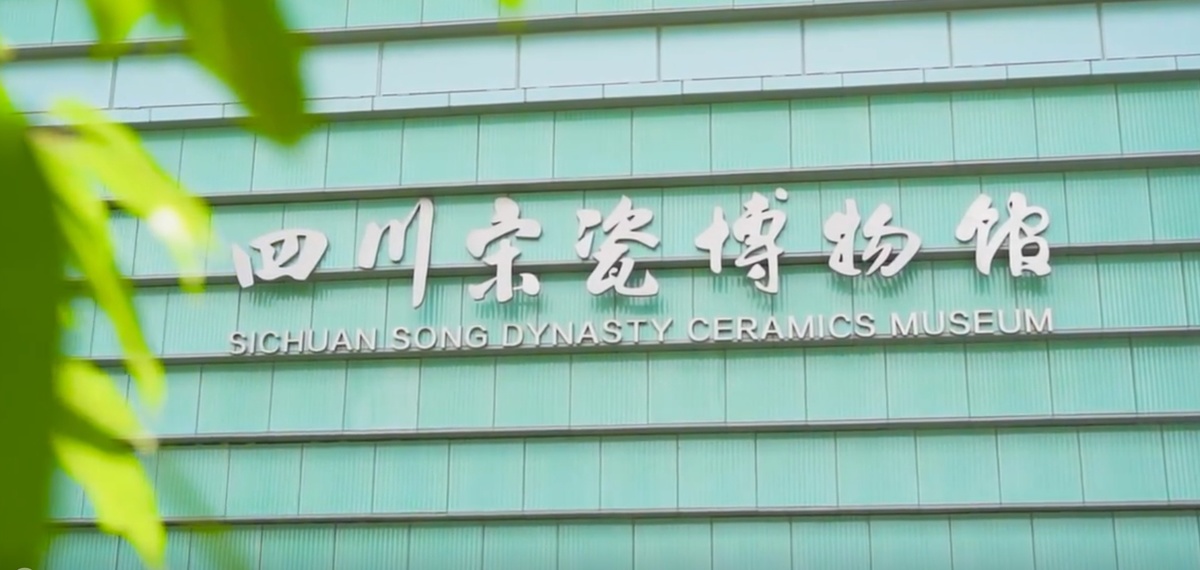 四川宋瓷博物馆
SICHUAN SONG DYNASTY CERAMICS MUSEUM